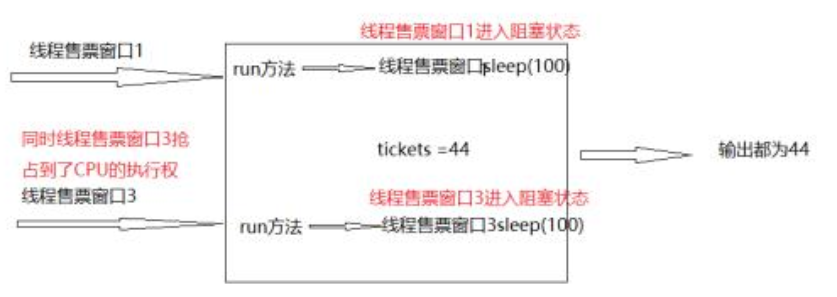 线程售票窗口1进入阻塞状态
线程售票窗口1
run方法
线程售票窗口sleep(100)
同时线程售票窗口3抢
占到了CPU的执行权
tickets =44
输出都为44
线程售票窗口3
线程售票窗口3进入阻塞状态
run方法
线程售票窗口3sleep(100)